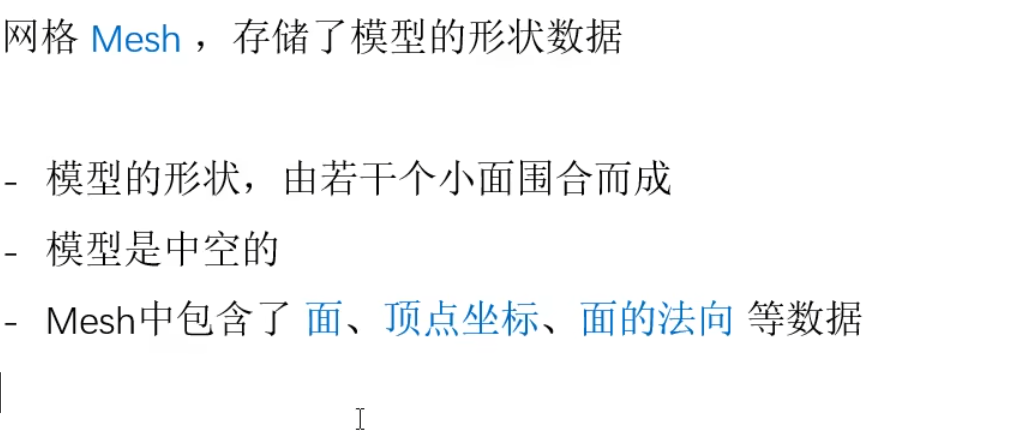 网格 Mesh ，存储了模型的形状数据
- 模型的形状，由若干个小面围合而成
- 模型是中空的
- Mesh中包含了 面、顶点坐标、面的法向 等数据